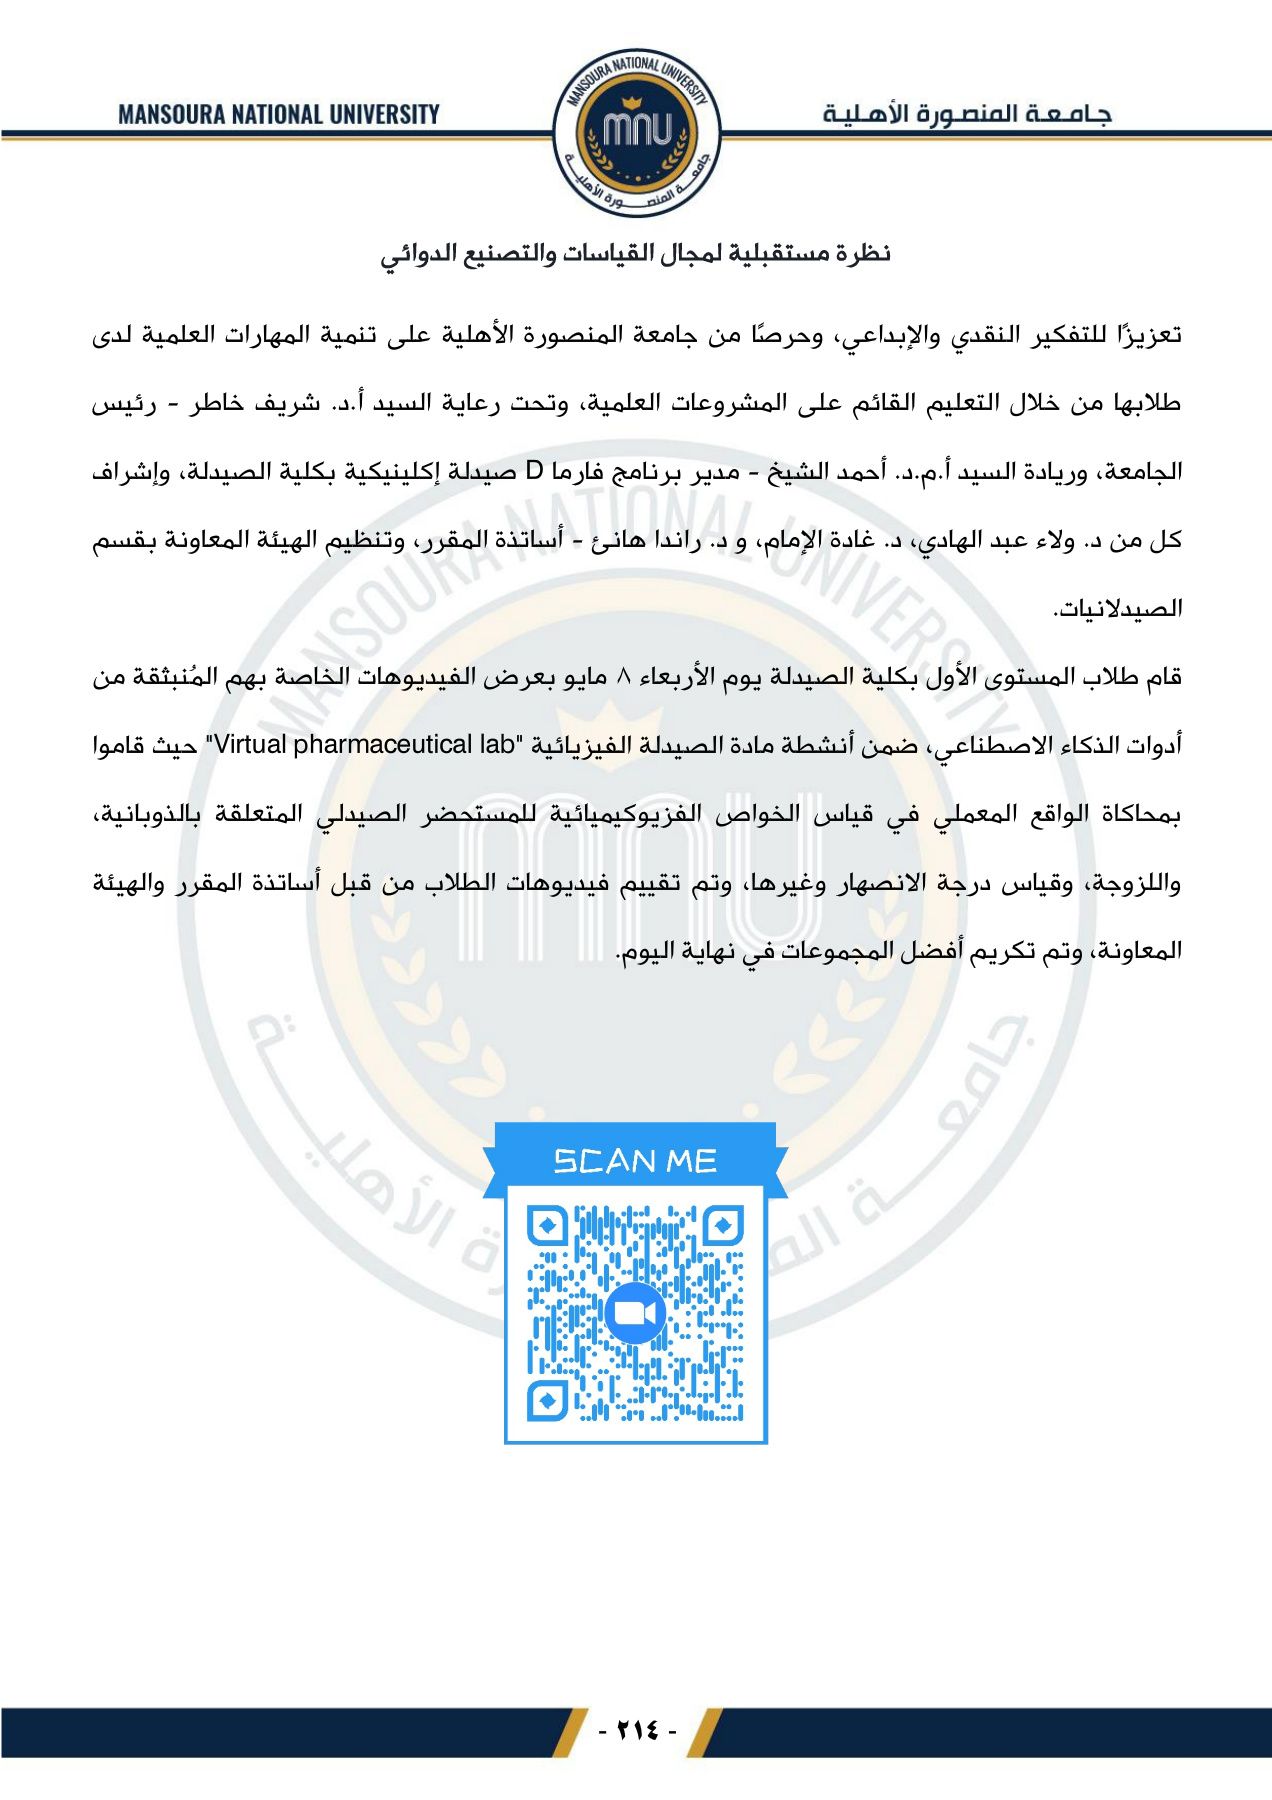 MANSOURA NATIONAL UNIVERSITY
جامعة المنصورة الأهلية
MANSOURA NATIONAL UNIVERSITY
mnu
جامعة المنصورة الأهلية
نظرة مستقبلية لمجال القياسات والتصنيع الدوائي
تعزيزًا للتفكير النقدي والإبداعي، وحرصًا من جامعة المنصورة الأهلية على تنمية المهارات العلمية لدى
طلابها من خلال التعليم القائم على المشروعات العلمية، وتحت رعاية السيد أ.د. شريف خاطر - رئيس
الجامعة، وريادة السيد أ.م.د. أحمد الشيخ - مدير برنامج فارما D صيدلة إكلينيكية بكلية الصيدلة، وإشراف
كل من د. ولاء عبد الهادي، د. غادة الإمام، و د. راندا هانئ - أساتذة المقرر، وتنظيم الهيئة المعاونة بقسم
الصيدلانيات.
قام طلاب المستوى الأول بكلية الصيدلة يوم الأربعاء ٨ مايو بعرض الفيديوهات الخاصة بهم المُنبثقة من
أدوات الذكاء الاصطناعي، ضمن أنشطة مادة الصيدلة الفيزيائية "Virtual pharmaceutical lab" حيث قاموا
بمحاكاة الواقع المعملي في قياس الخواص الفزيوكيميائية للمستحضر الصيدلي المتعلقة بالذوبانية،
واللزوجة، وقياس درجة الانصهار وغيرها، وتم تقييم فيديوهات الطلاب من قبل أساتذة المقرر والهيئة
المعاونة، وتم تكريم أفضل المجموعات في نهاية اليوم.
SCAN ME
- ٢١٤ -